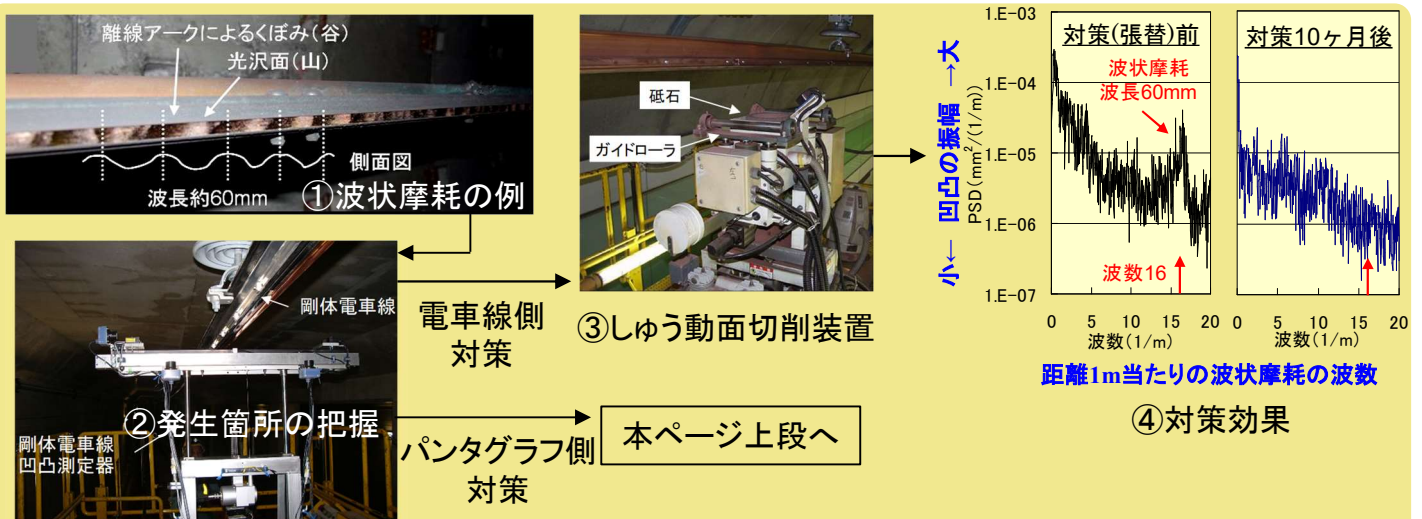 離線アークによるくぼみ(谷)
光沢面(山)
側面図
波長約60mm
①波状摩耗の例
剛体電車線
②発生箇所の把握
剛体電車線
凹凸測定器
電車線側
対策
パンタグラフ側
対策
本ページ上段へ
砥石
ガイドローラ
③しゅう動面切削装置
小← 凹凸の振幅 →大
PSD(mm²/(1/m))
1.E-03
1.E-04
1.E-05
1.E-06
1.E-07
対策(張替)前
波状摩耗
波長60mm
波数16
0 5 10 15 20
波数(1/m)
対策10ヶ月後
0 5 10 15 20
波数(1/m)
距離1m当たりの波状摩耗の波数
④対策効果